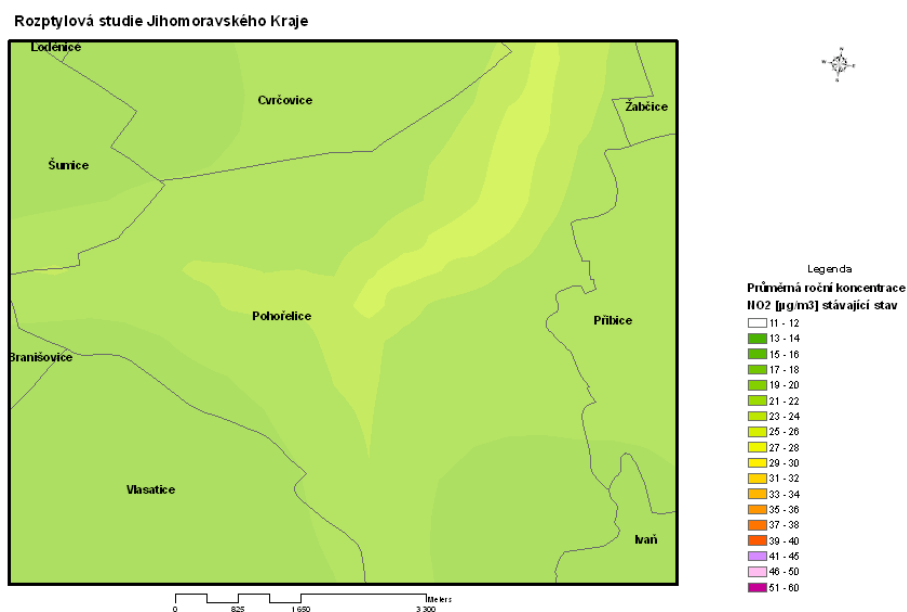 Rozptylová studie Jihomoravského Kraje
Loděnice
Cvrčovice
Žabčice
Šumice
Pohořelice
Přibice
Branišovice
Vlasatice
Ivaň
Legenda
Průměrná roční koncentrace
NO2 [µg/m3] stávající stav
11 - 12
13 - 14
15 - 16
17 - 18
19 - 20
21 - 22
23 - 24
25 - 26
27 - 28
29 - 30
31 - 32
33 - 34
35 - 36
37 - 38
39 - 40
41 - 45
46 - 50
51 - 60
Meters
0 825 1 650 3 300